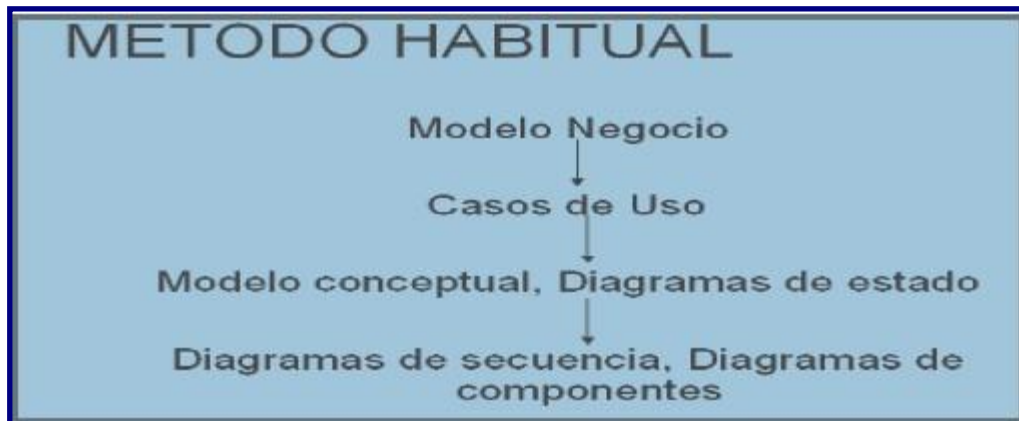 METODO HABITUAL
Modelo Negocio
Casos de Uso
Modelo conceptual, Diagramas de estado
Diagramas de secuencia, Diagramas de
componentes